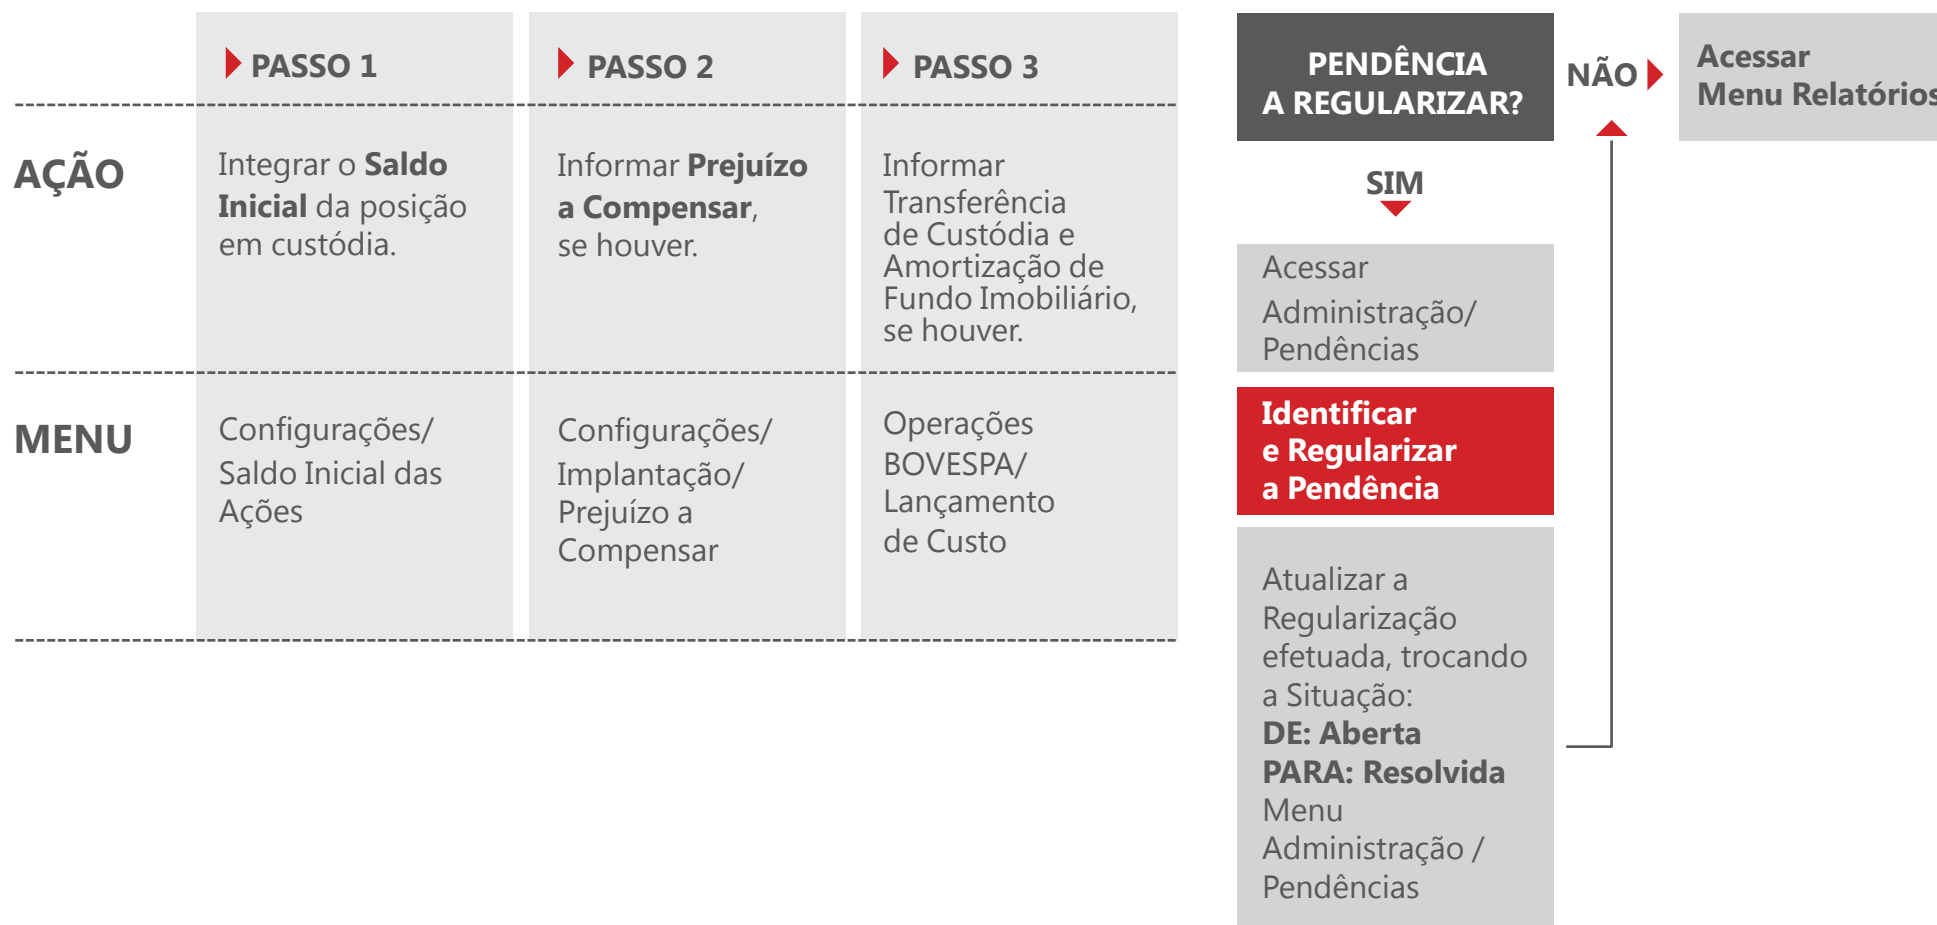 PASSO 1
PASSO 2
PASSO 3
AÇÃO
Integrar o Saldo
Inicial da posição
em custódia.
Informar Prejuízo
a Compensar,
se houver.
Informar
Transferência
de Custódia e
Amortização de
Fundo Imobiliário,
se houver.
MENU
Configurações/
Saldo Inicial das
Ações
Configurações/
Implantação/
Prejuízo a
Compensar
Operações
BOVESPA/
Lançamento
de Custo
PENDÊNCIA
A REGULARIZAR?
NÃO
Acessar
Menu Relatórios
SIM
Acessar
Administração/
Pendências
Identificar
e Regularizar
a Pendência
Atualizar a
Regularização
efetuada, trocando
a Situação:
DE: Aberta
PARA: Resolvida
Menu
Administração /
Pendências